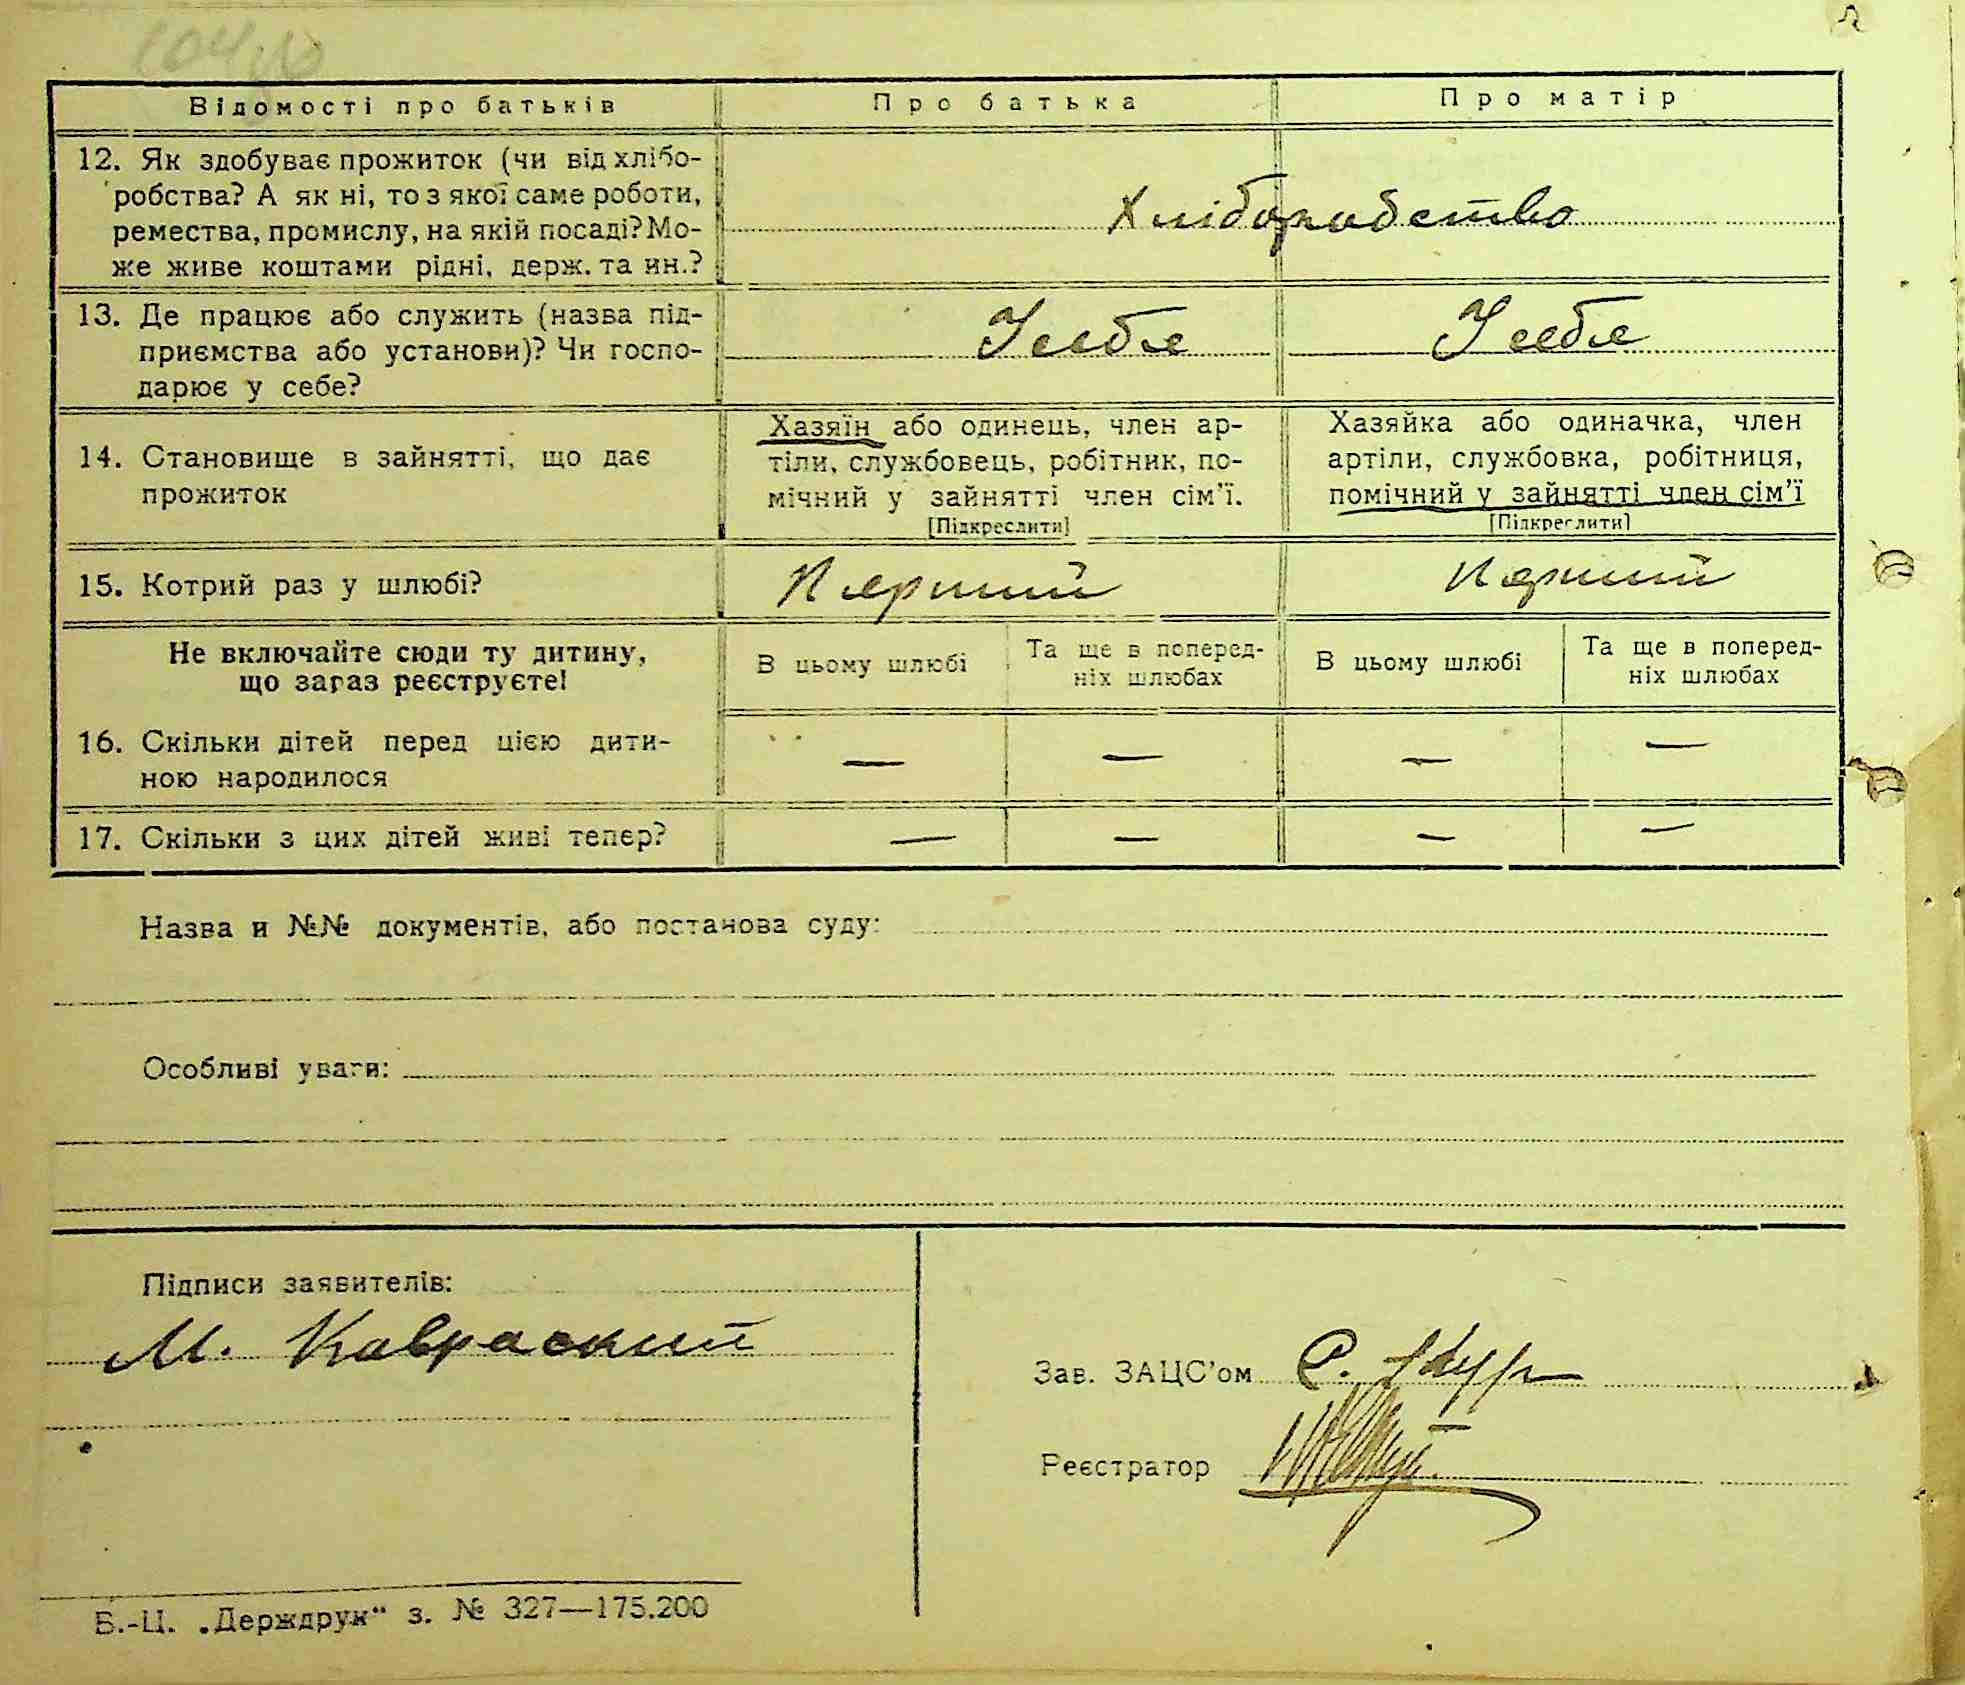 Відомості про батьків
Про батька
Про матір
12. Як здобуває прожиток (чи від хлібо-
робства? А як ні, то з якої саме роботи,
ремества, промислу, на якій посаді? Мо-
же живе коштами рідні, держ. та ин.?
Хліборобство
13. Де працює або служить (назва під-
приємства або установи)? Чи госпо-
дарює у себе?
У себе
У себе
14. Становище в зайнятті, що дає
прожиток
Хазяїн або одинець, член ар-
тіли, службовець, робітник, по-
мічний у зайнятті член сім'ї.
[Підкреслити]
Хазяйка або одиначка, член
артіли, службовка, робітниця,
помічний у зайнятті член сім'ї
[Підкреслити]
15. Котрий раз у шлюбі?
Перший
Перший
Не включайте сюди ту дитину,
що зараз реєструєте!
В цьому шлюбі
Та ще в поперед-
ніх шлюбах
В цьому шлюбі
Та ще в поперед-
ніх шлюбах
16. Скільки дітей перед цією дити-
ною народилося
— — — —
17. Скільки з цих дітей живі тепер?
— — — —
Назва и №№ документів, або постанова суду:
Особливі уваги:
Підписи заявителів:
М. Кавраский
Зав. ЗАЦС'ом
Реєстратор
Б.-Ц. „Держдрук“ з. № 327—175.200